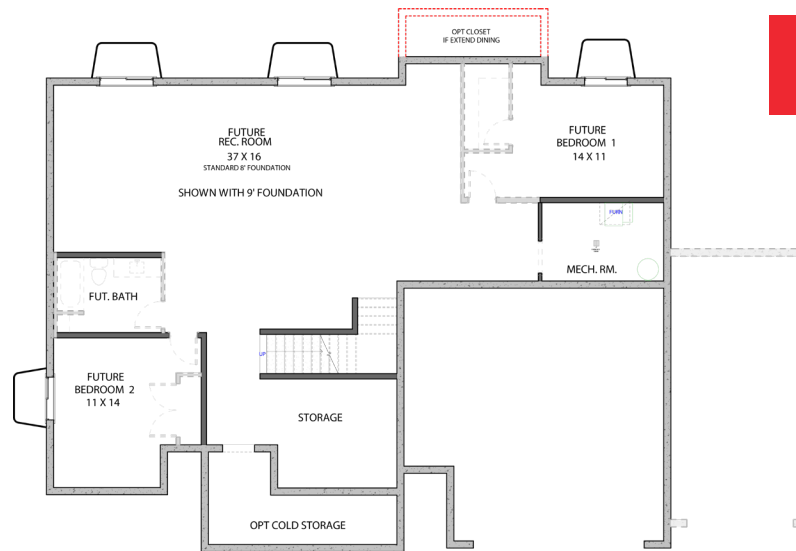 OPT CLOSET
IF EXTEND DINING
FUTURE
REC. ROOM
37 X 16
STANDARD 8' FOUNDATION
SHOWN WITH 9' FOUNDATION
FUTURE
BEDROOM 1
14 X 11
FURN
MECH. RM.
FUT. BATH
UP
FUTURE
BEDROOM 2
11 X 14
STORAGE
OPT COLD STORAGE